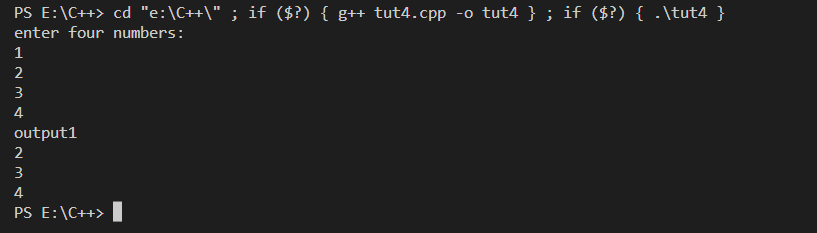 PS E:\C++> cd "e:\C++\" ; if ($?) { g++ tut4.cpp -o tut4 } ; if ($?) { .\tut4 }
enter four numbers:
1
2
3
4
output1
2
3
4
PS E:\C++>